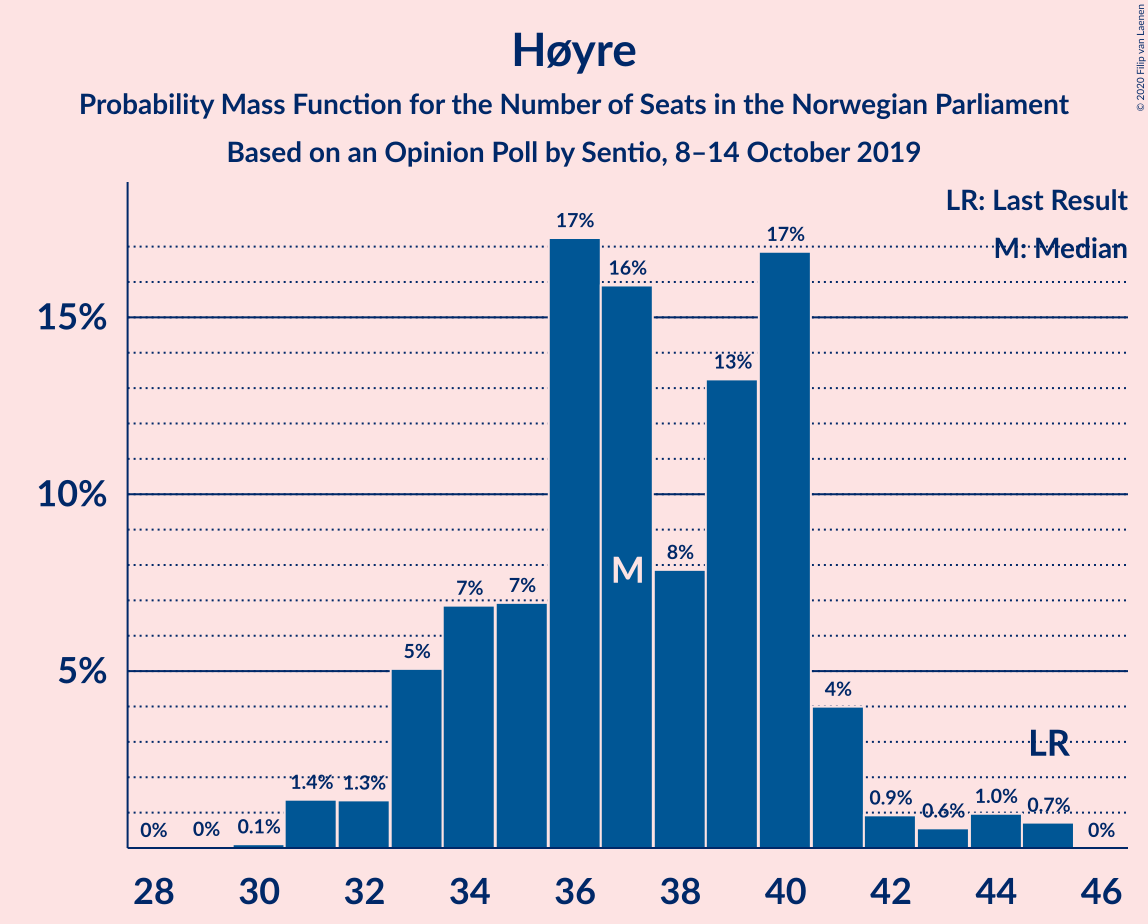 Høyre
Probability Mass Function for the Number of Seats in the Norwegian Parliament
Based on an Opinion Poll by Sentio, 8–14 October 2019
© 2020 Filip van Laenen
LR: Last Result
M: Median
15%
10%
5%
0%
0%
0.1%
1.4%
1.3%
5%
7%
7%
17%
16%
8%
13%
17%
4%
0.9%
0.6%
1.0%
0.7%
0%
M
LR
28 30 32 34 36 38 40 42 44 46